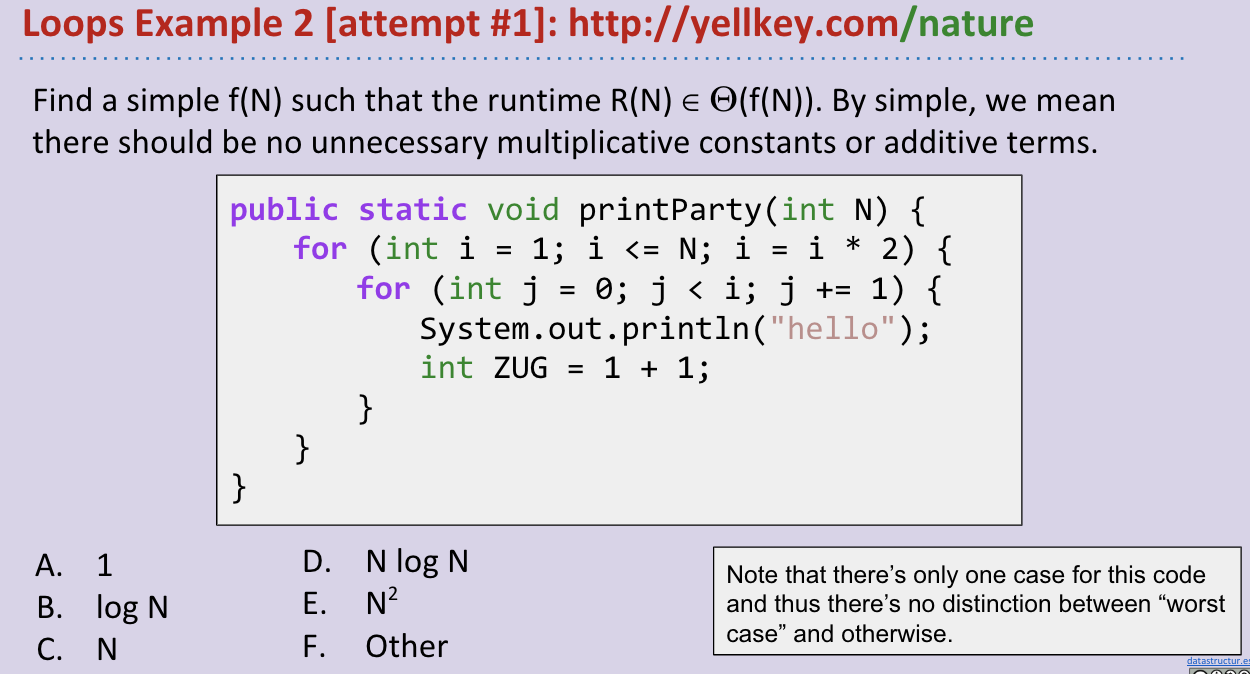 Loops Example 2 [attempt #1]: http://yellkey.com/nature
Find a simple f(N) such that the runtime R(N) ∈ Θ(f(N)). By simple, we mean
there should be no unnecessary multiplicative constants or additive terms.
public static void printParty(int N) {
    for (int i = 1; i <= N; i = i * 2) {
        for (int j = 0; j < i; j += 1) {
            System.out.println("hello");
            int ZUG = 1 + 1;
        }
    }
}
A. 1
B. log N
C. N
D. N log N
E. N²
F. Other
Note that there’s only one case for this code
and thus there’s no distinction between “worst
case” and otherwise.
datastructur.es